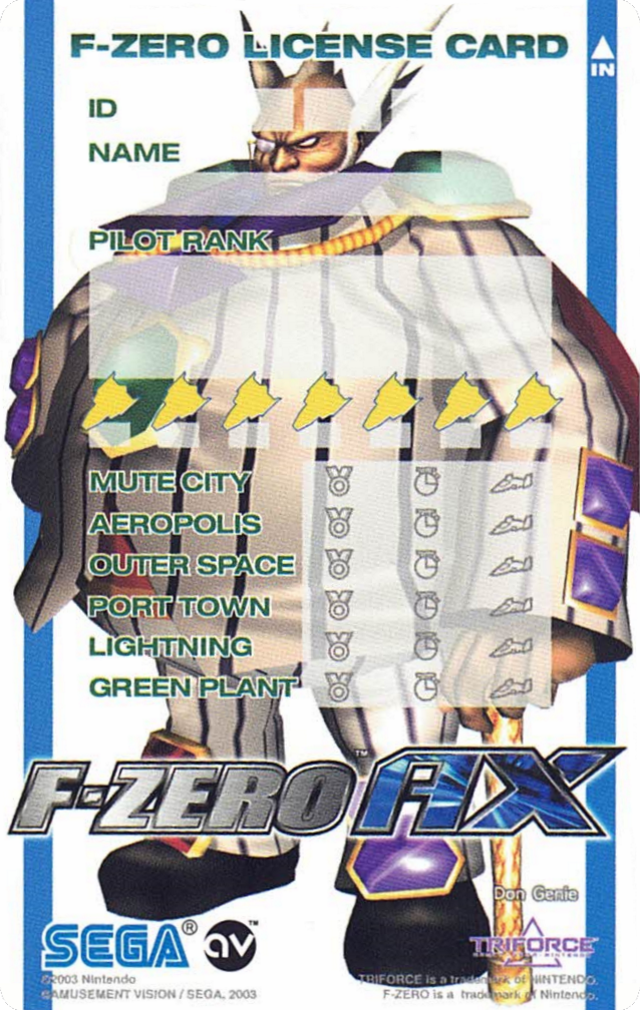 F-ZERO LICENSE CARD
IN
ID
NAME
PILOT RANK
MUTE CITY
AEROPOLIS
OUTER SPACE
PORT TOWN
LIGHTNING
GREEN PLANT
F-ZERO AX™
Don Genie
SEGA® av™
TRIFORCE
©2003 Nintendo
©AMUSEMENT VISION / SEGA, 2003
TRIFORCE is a trademark of NINTENDO.
F-ZERO is a trademark of Nintendo.